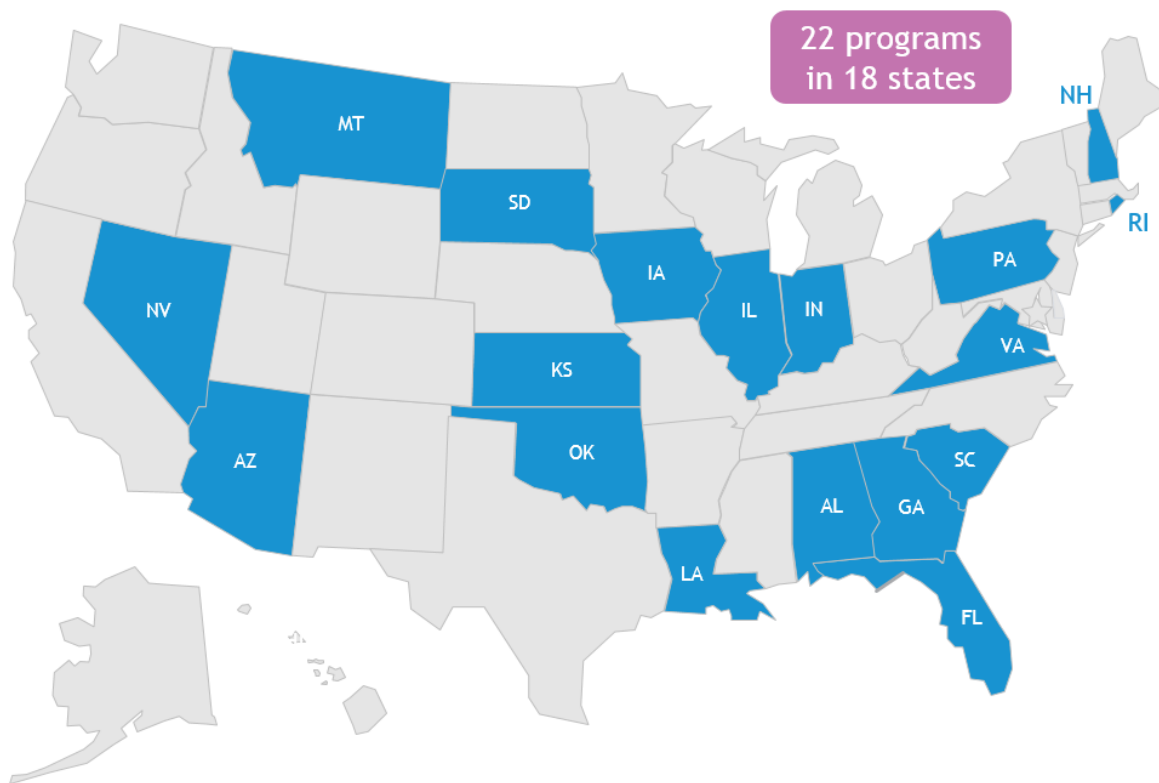 22 programs
in 18 states
NH
MT
SD
RI
PA
IA
NV
IL
IN
VA
KS
OK
AZ
SC
AL
GA
LA
FL